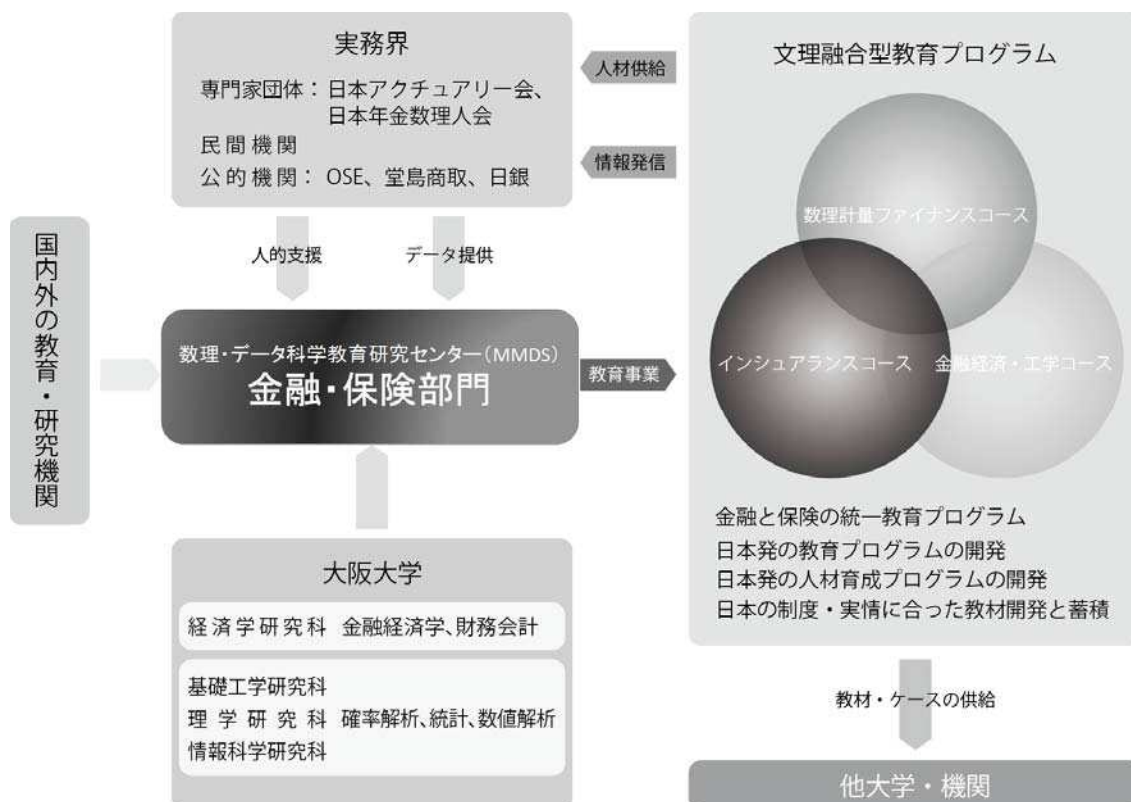 実務界
専門家団体： 日本アクチュアリー会、
日本年金数理人会
民間機関
公的機関： OSE、堂島商取、日銀
人材供給
情報発信
文理融合型教育プログラム
数理計量ファイナンスコース
インシュアランスコース
金融経済・工学コース
金融と保険の統一教育プログラム
日本発の教育プログラムの開発
日本発の人材育成プログラムの開発
日本の制度・実情に合った教材開発と蓄積
国内外の教育・研究機関
人的支援
データ提供
数理・データ科学教育研究センター（MMDS）
金融・保険部門
教育事業
大阪大学
経済学研究科 金融経済学、財務会計
基礎工学研究科
理学研究科 確率解析、統計、数値解析
情報科学研究科
教材・ケースの供給
他大学・機関